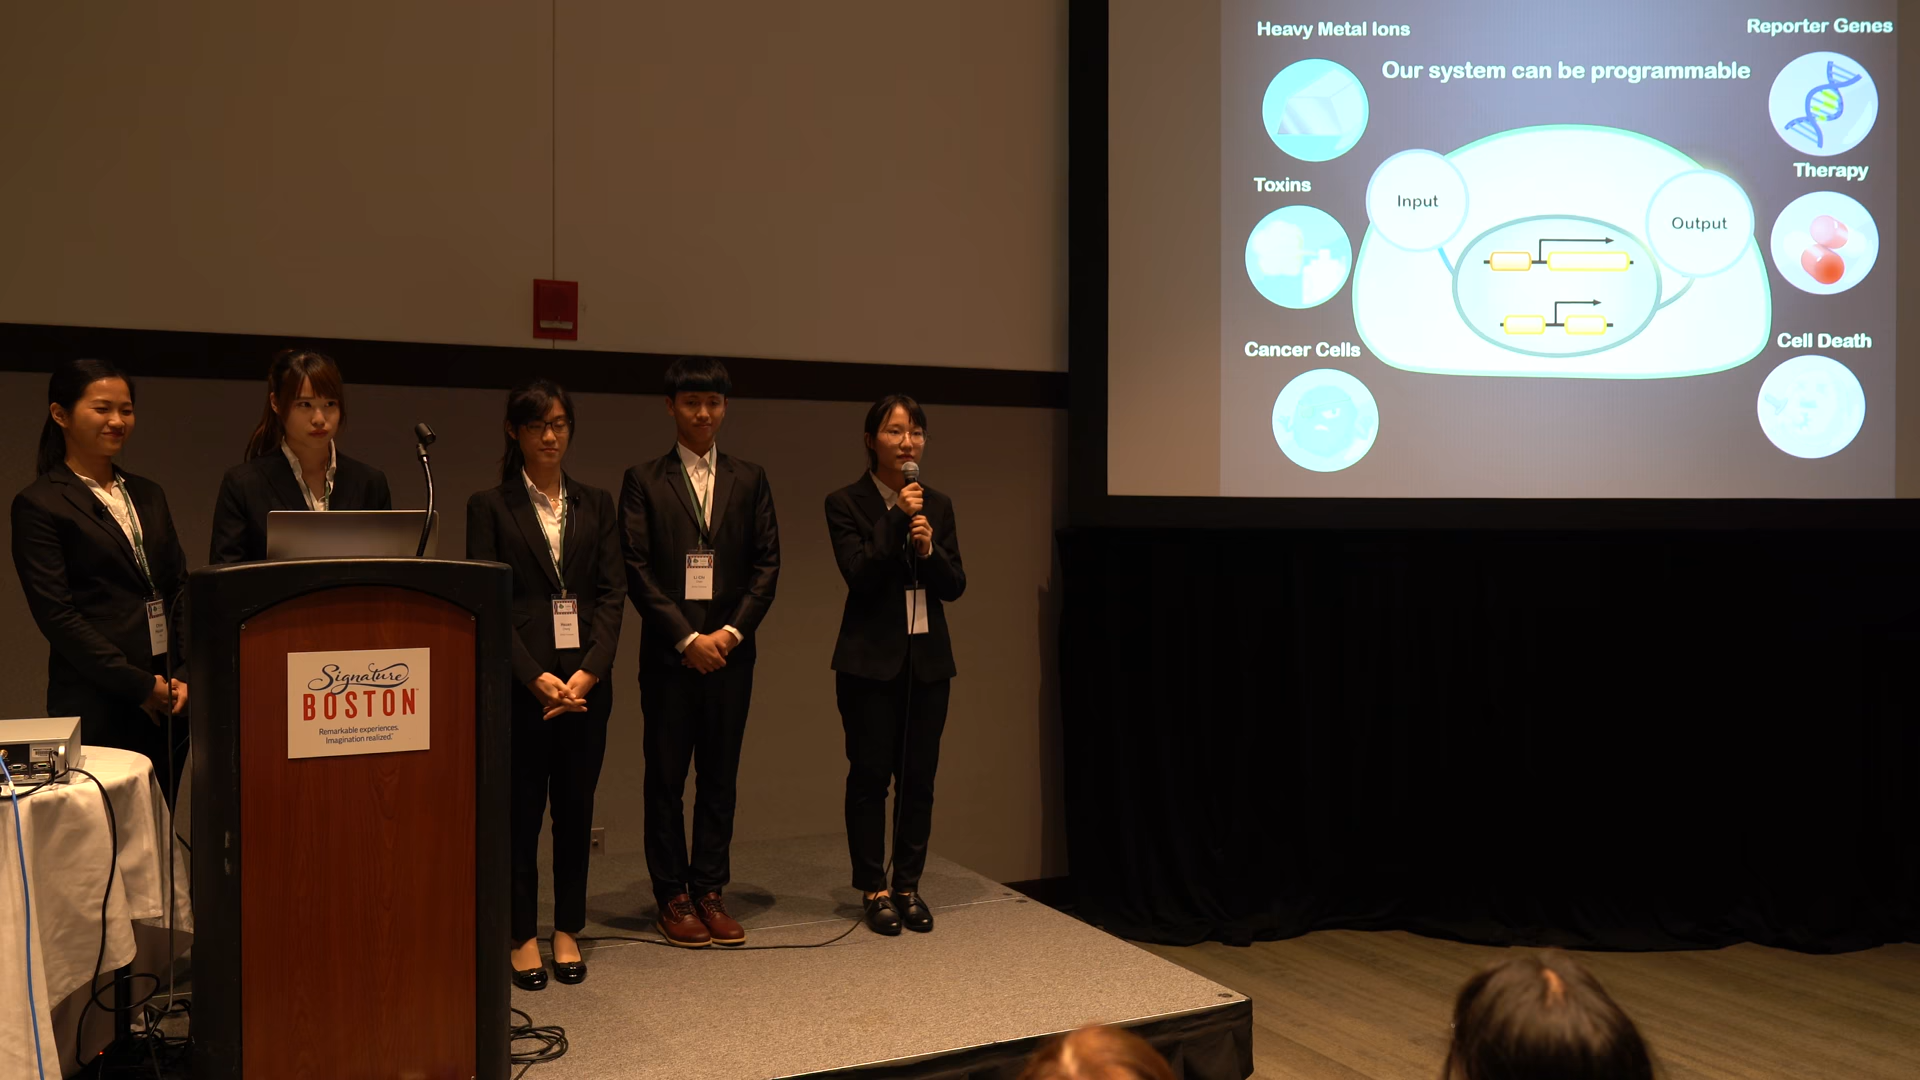 Heavy Metal Ions
Reporter Genes
Our system can be programmable
Toxins
Therapy
Input
Output
Cancer Cells
Cell Death
Signature
BOSTON
Remarkable experiences.
Imagination realized.